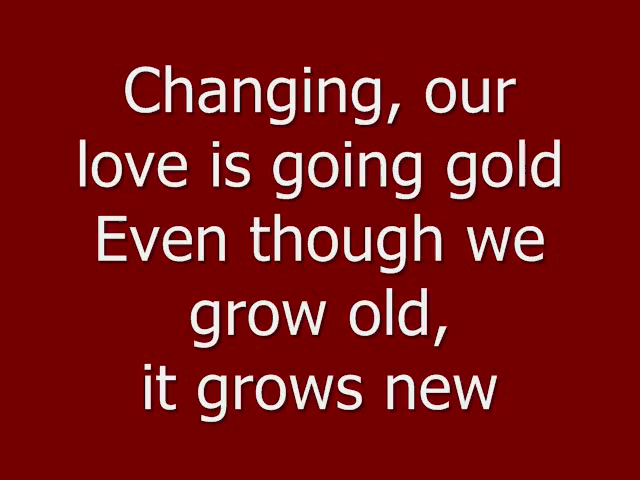 Changing, our
love is going gold
Even though we
grow old,
it grows new